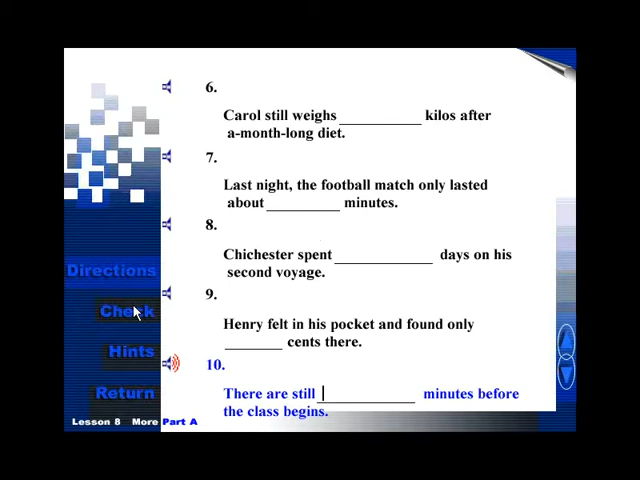 6.
Carol still weighs ___________ kilos after
a-month-long diet.
7.
Last night, the football match only lasted
about __________ minutes.
8.
Chichester spent _____________ days on his
second voyage.
9.
Henry felt in his pocket and found only
________ cents there.
10.
There are still _____________ minutes before
the class begins.
Directions
Check
Hints
Return
Lesson 8 More Part A